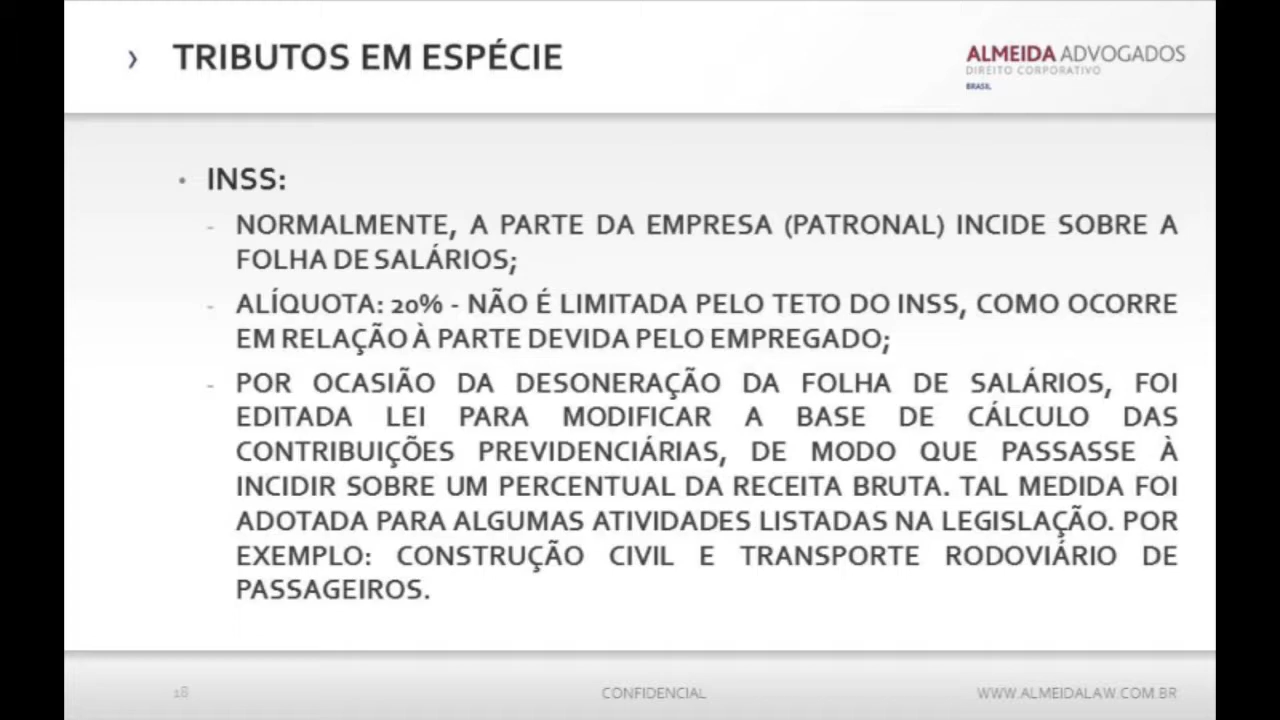 › TRIBUTOS EM ESPÉCIE
ALMEIDA ADVOGADOS
DIREITO CORPORATIVO
BRASIL
• INSS:
- NORMALMENTE, A PARTE DA EMPRESA (PATRONAL) INCIDE SOBRE A
FOLHA DE SALÁRIOS;
- ALÍQUOTA: 20% - NÃO É LIMITADA PELO TETO DO INSS, COMO OCORRE
EM RELAÇÃO À PARTE DEVIDA PELO EMPREGADO;
- POR OCASIÃO DA DESONERAÇÃO DA FOLHA DE SALÁRIOS, FOI
EDITADA LEI PARA MODIFICAR A BASE DE CÁLCULO DAS
CONTRIBUIÇÕES PREVIDENCIÁRIAS, DE MODO QUE PASSASSE À
INCIDIR SOBRE UM PERCENTUAL DA RECEITA BRUTA. TAL MEDIDA FOI
ADOTADA PARA ALGUMAS ATIVIDADES LISTADAS NA LEGISLAÇÃO. POR
EXEMPLO: CONSTRUÇÃO CIVIL E TRANSPORTE RODOVIÁRIO DE
PASSAGEIROS.
18
CONFIDENCIAL
WWW.ALMEIDALAW.COM.BR